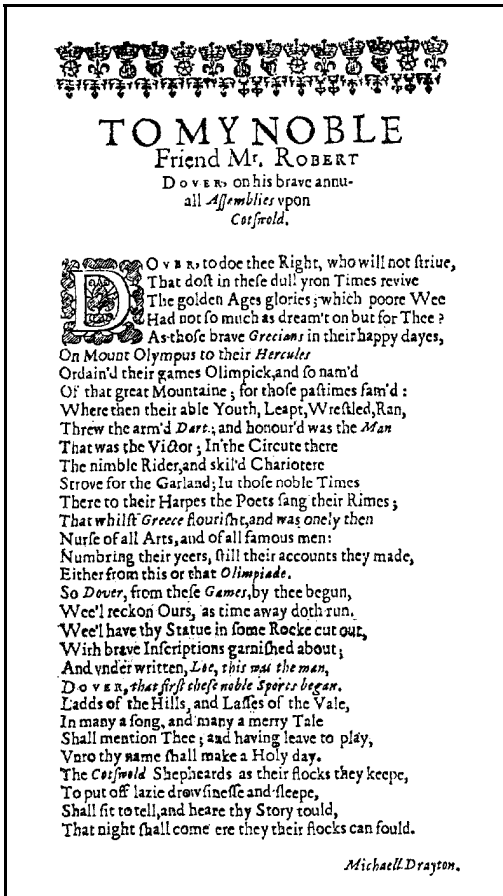 TO MY NOBLE
Friend Mr. ROBERT
DOVER, on his brave annu-
all Assemblies vpon
Cotswold.
DOVER, to doe thee Right, who will not striue,
That dost in these dull yron Times revive
The golden Ages glories; which poore Wee
Had not so much as dream't on but for Thee?
As those brave Grecians in their happy dayes,
On Mount Olympus to their Hercules
Ordain'd their games Olimpick, and so nam'd
Of that great Mountaine; for those pastimes fam'd:
Where then their able Youth, Leapt, Wrestled, Ran,
Threw the arm'd Dart; and honour'd was the Man
That was the Victor; In the Circute there
The nimble Rider, and skil'd Chariotere
Strove for the Garland; In those noble Times
There to their Harpes the Poets sang their Rimes;
That whilst Greece flourisht, and was onely then
Nurse of all Arts, and of all famous men:
Numbring their yeers, still their accounts they made,
Either from this or that Olimpiade.
So Dover, from these Games, by thee begun,
Wee'l reckon Ours, as time away doth run.
Wee'l have thy Statue in some Rocke cut out,
With brave Inscriptions garnished about;
And vnder written, Loe, this was the man,
DOVER, that first these noble Sports began.
Ladds of the Hills, and Lasses of the Vale,
In many a song, and many a merry Tale
Shall mention Thee; and having leave to play,
Vnto thy name shall make a Holy day.
The Cotswold Shepheards as their flocks they keepe,
To put off lazie drowsinesse and sleepe,
Shall sit to tell, and heare thy Story tould,
That night shall come ere they their flocks can fould.
Michaell Drayton.